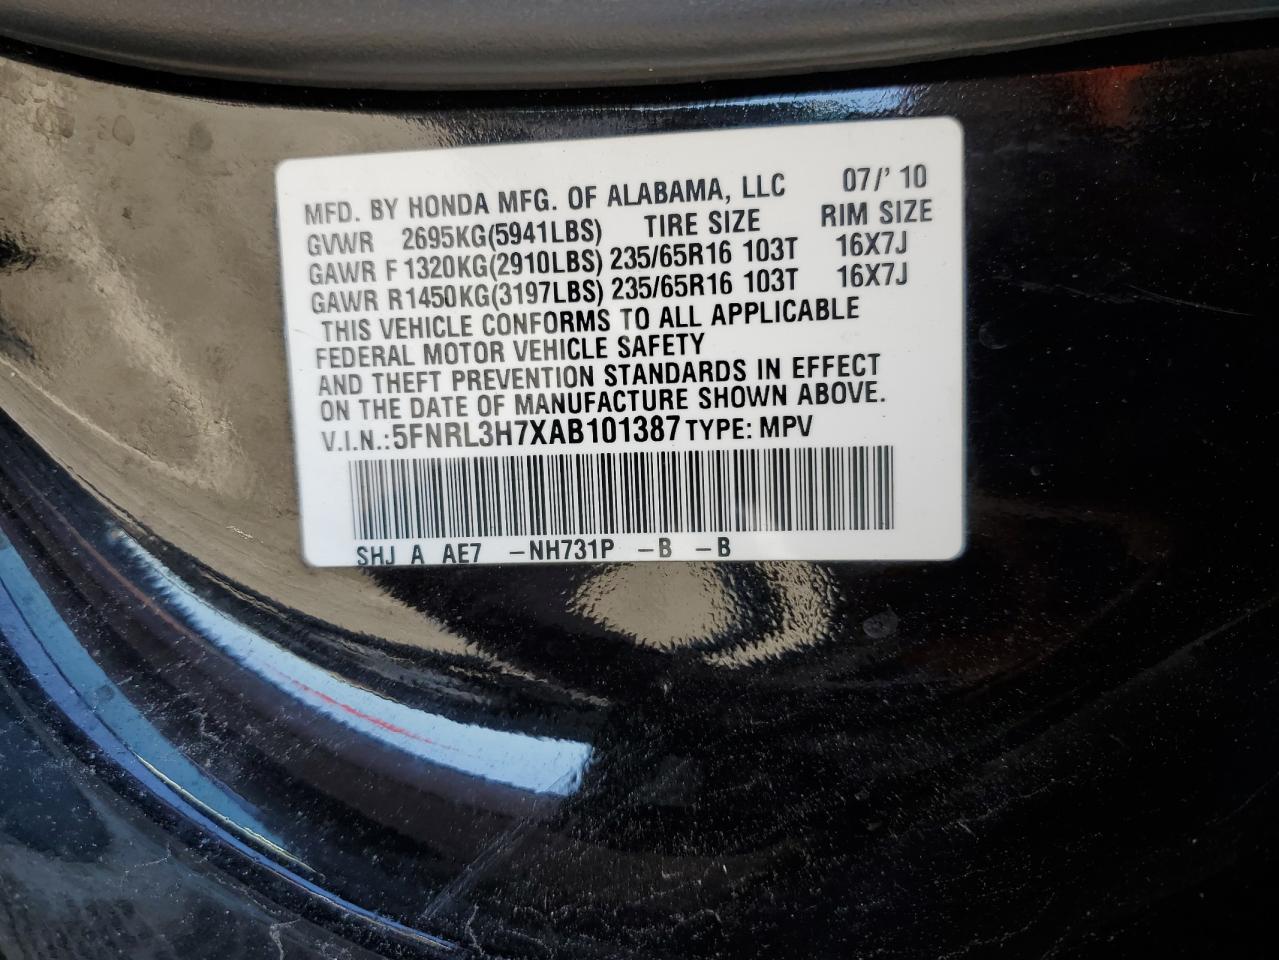 MFD. BY HONDA MFG. OF ALABAMA, LLC 07/' 10
GVWR 2695KG(5941LBS) TIRE SIZE RIM SIZE
GAWR F 1320KG(2910LBS) 235/65R16 103T 16X7J
GAWR R1450KG(3197LBS) 235/65R16 103T 16X7J
THIS VEHICLE CONFORMS TO ALL APPLICABLE
FEDERAL MOTOR VEHICLE SAFETY
AND THEFT PREVENTION STANDARDS IN EFFECT
ON THE DATE OF MANUFACTURE SHOWN ABOVE.
V.I.N.:5FNRL3H7XAB101387 TYPE: MPV
SHJ A AE7 -NH731P -B -B